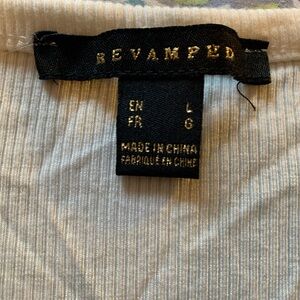 REVAMPED
EN L
FR G
MADE IN CHINA
FABRIQUÉ EN CHINE